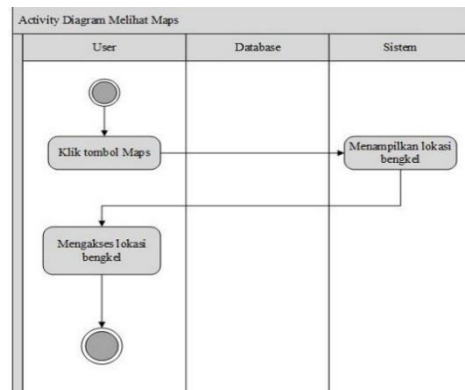 Activity Diagram Melihat Maps
User
Database
Sistem
Klik tombol Maps
Menampilkan lokasi
bengkel
Mengakses lokasi
bengkel